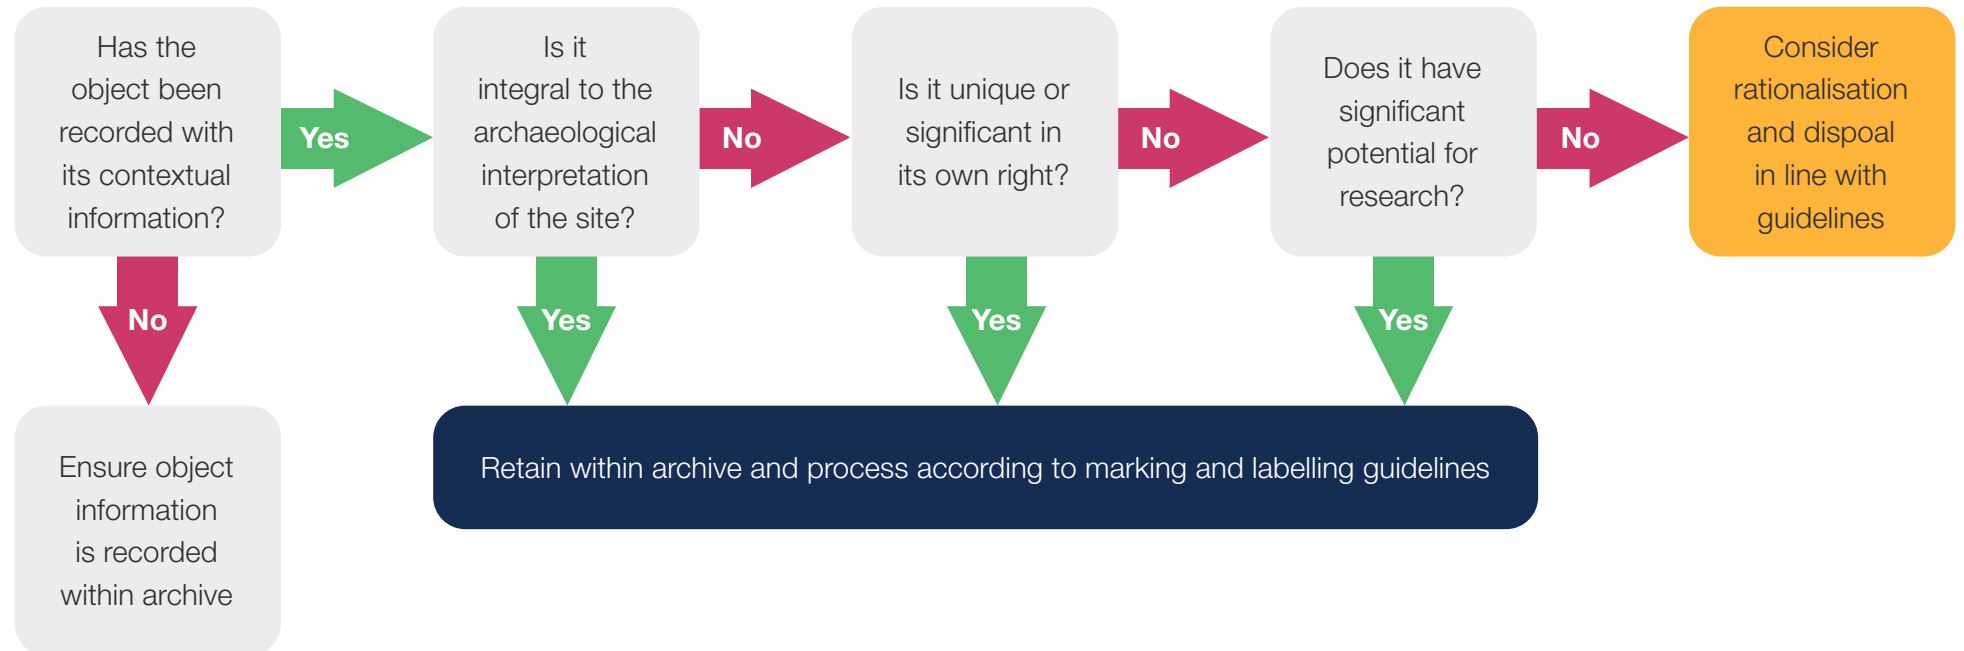 Has the
object been
recorded with
its contextual
information?
Yes
Is it
integral to the
archaeological
interpretation
of the site?
No
Is it unique or
significant in
its own right?
No
Does it have
significant
potential for
research?
No
Consider
rationalisation
and dispoal
in line with
guidelines
No
Yes
Yes
Yes
Ensure object
information
is recorded
within archive
Retain within archive and process according to marking and labelling guidelines